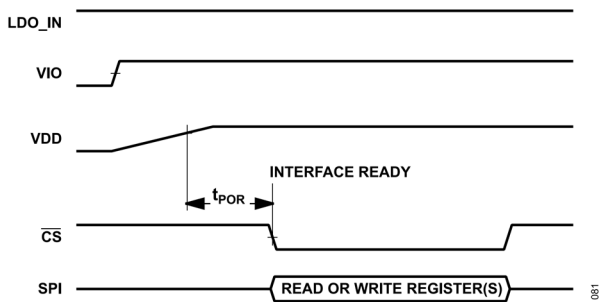 LDO_IN
VIO
VDD
INTERFACE READY
tPOR
CS
SPI
READ OR WRITE REGISTER(S)
081